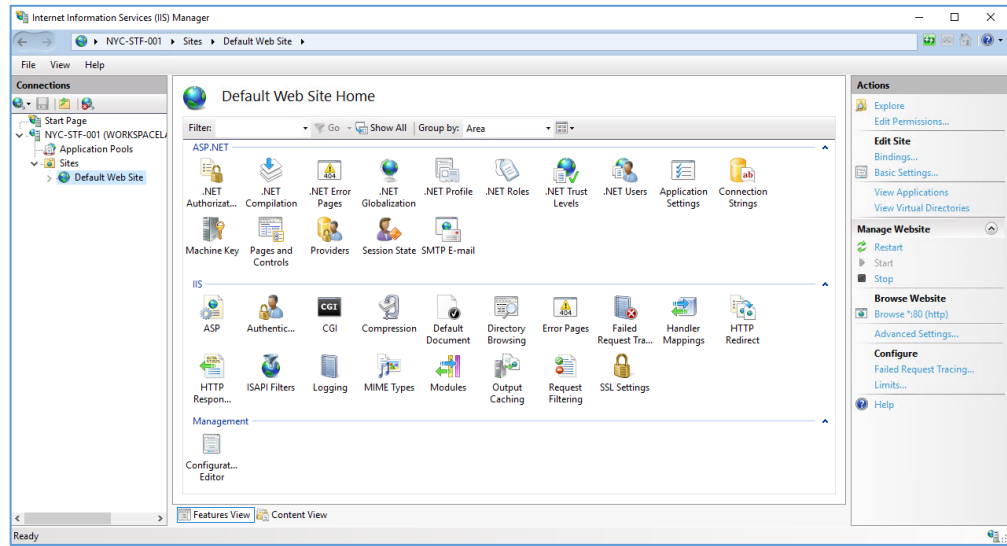 Internet Information Services (IIS) Manager
NYC-STF-001 Sites Default Web Site
File View Help
Connections
Start Page
NYC-STF-001 (WORKSPACEL
Application Pools
Sites
Default Web Site
Default Web Site Home
Filter: Go Show All Group by: Area
ASP.NET
.NET Authorizat...
.NET Compilation
.NET Error Pages
.NET Globalization
.NET Profile
.NET Roles
.NET Trust Levels
.NET Users
Application Settings
Connection Strings
Machine Key
Pages and Controls
Providers
Session State
SMTP E-mail
IIS
ASP
Authentic...
CGI
Compression
Default Document
Directory Browsing
Error Pages
Failed Request Tra...
Handler Mappings
HTTP Redirect
HTTP Respon...
ISAPI Filters
Logging
MIME Types
Modules
Output Caching
Request Filtering
SSL Settings
Management
Configurat... Editor
Features View Content View
Actions
Explore
Edit Permissions...
Edit Site
Bindings...
Basic Settings...
View Applications
View Virtual Directories
Manage Website
Restart
Start
Stop
Browse Website
Browse *:80 (http)
Advanced Settings...
Configure
Failed Request Tracing...
Limits...
Help
Ready